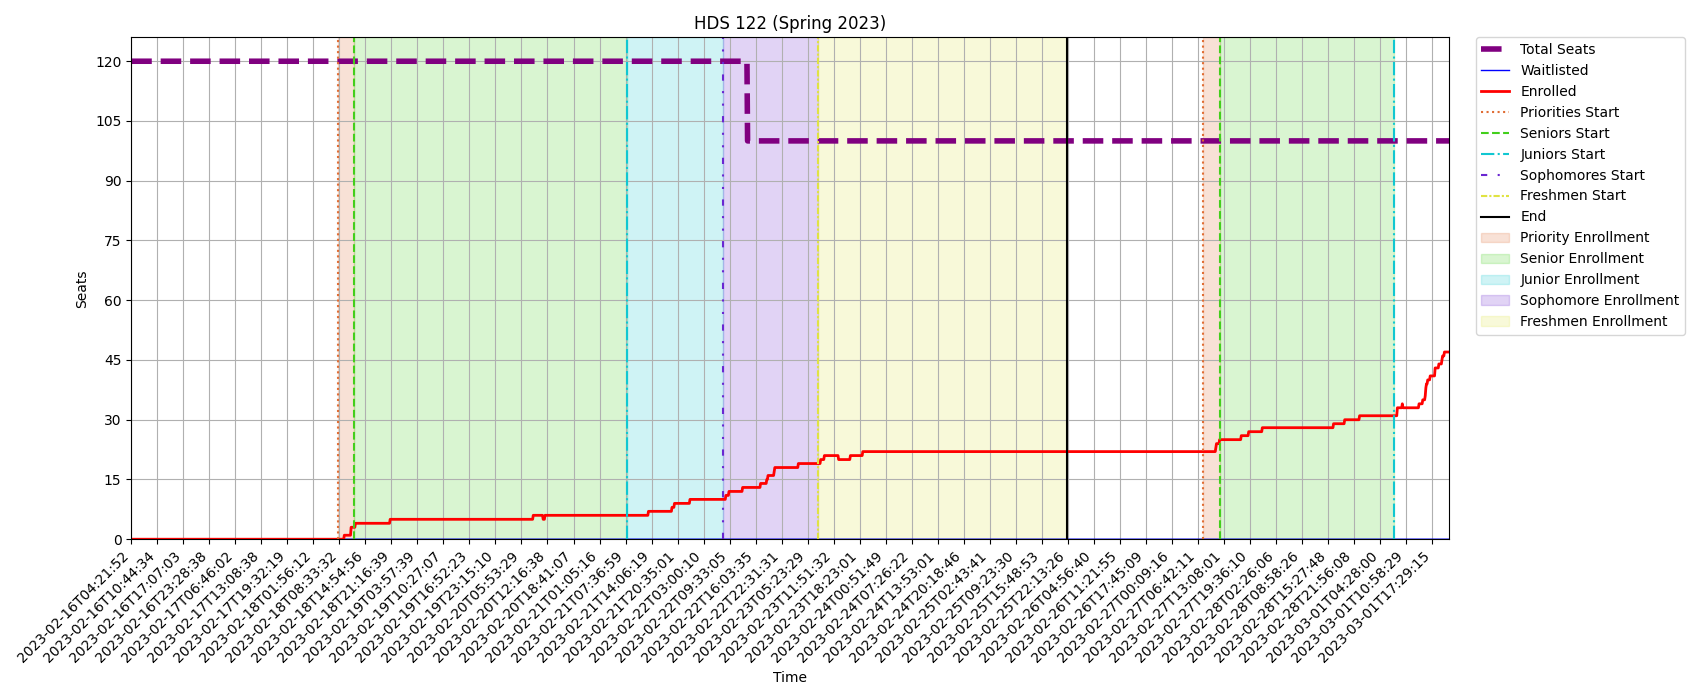 HDS 122 (Spring 2023)
Seats
120
105
90
75
60
45
30
15
0
2023-02-16T04:21:52
2023-02-16T10:44:34
2023-02-16T17:07:03
2023-02-16T23:28:38
2023-02-17T06:46:02
2023-02-17T13:08:38
2023-02-17T19:32:19
2023-02-18T01:56:12
2023-02-18T08:33:32
2023-02-18T14:54:56
2023-02-18T21:16:39
2023-02-19T03:57:39
2023-02-19T10:27:07
2023-02-19T16:52:23
2023-02-19T23:15:10
2023-02-20T05:53:29
2023-02-20T12:16:38
2023-02-20T18:41:07
2023-02-21T01:05:16
2023-02-21T07:36:59
2023-02-21T14:06:19
2023-02-21T20:35:01
2023-02-22T03:00:10
2023-02-22T09:33:05
2023-02-22T16:03:35
2023-02-22T22:31:31
2023-02-23T05:23:29
2023-02-23T11:51:32
2023-02-23T18:23:01
2023-02-24T00:51:49
2023-02-24T07:26:22
2023-02-24T13:53:01
2023-02-24T20:18:46
2023-02-25T02:43:41
2023-02-25T09:23:30
2023-02-25T15:48:53
2023-02-25T22:13:26
2023-02-26T04:56:40
2023-02-26T11:21:55
2023-02-26T17:45:09
2023-02-27T00:09:16
2023-02-27T06:42:11
2023-02-27T13:08:01
2023-02-27T19:36:10
2023-02-28T02:26:06
2023-02-28T08:58:26
2023-02-28T15:27:48
2023-02-28T21:56:08
2023-03-01T04:28:00
2023-03-01T10:58:29
2023-03-01T17:29:15
Time
Total Seats
Waitlisted
Enrolled
Priorities Start
Seniors Start
Juniors Start
Sophomores Start
Freshmen Start
End
Priority Enrollment
Senior Enrollment
Junior Enrollment
Sophomore Enrollment
Freshmen Enrollment